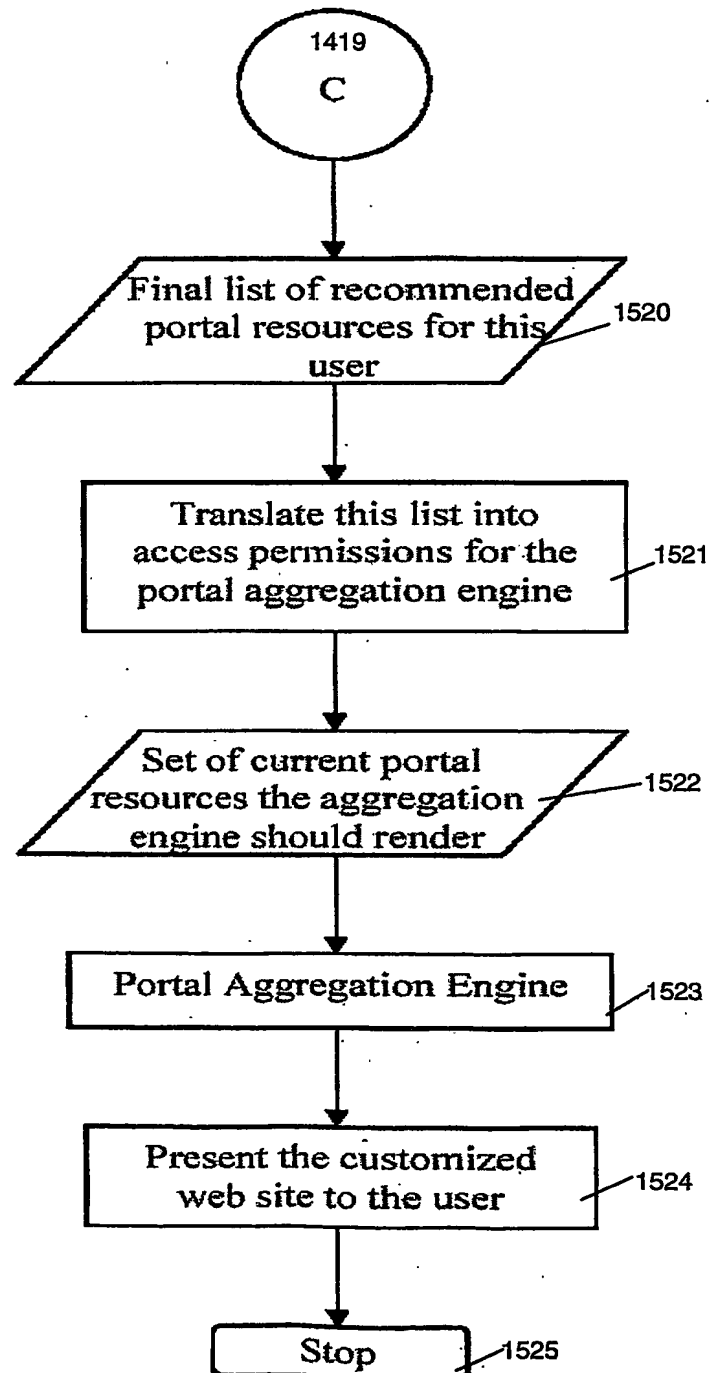 1419
C
Final list of recommended
portal resources for this
user
1520
Translate this list into
access permissions for the
portal aggregation engine
1521
Set of current portal
resources the aggregation
engine should render
1522
Portal Aggregation Engine
1523
Present the customized
web site to the user
1524
Stop
1525